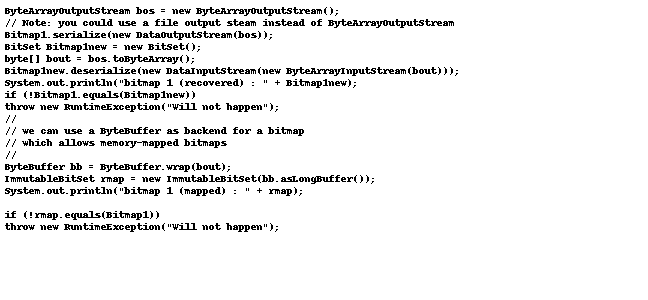 ByteArrayOutputStream bos = new ByteArrayOutputStream();
// Note: you could use a file output steam instead of ByteArrayOutputStream
Bitmap1.serialize(new DataOutputStream(bos));
BitSet Bitmap1new = new BitSet();
byte[] bout = bos.toByteArray();
Bitmap1new.deserialize(new DataInputStream(new ByteArrayInputStream(bout)));
System.out.println("bitmap 1 (recovered) : " + Bitmap1new);
if (!Bitmap1.equals(Bitmap1new))
throw new RuntimeException("Will not happen");
//
// we can use a ByteBuffer as backend for a bitmap
// which allows memory-mapped bitmaps
//
ByteBuffer bb = ByteBuffer.wrap(bout);
ImmutableBitSet rmap = new ImmutableBitSet(bb.asLongBuffer());
System.out.println("bitmap 1 (mapped) : " + rmap);
if (!rmap.equals(Bitmap1))
throw new RuntimeException("Will not happen");